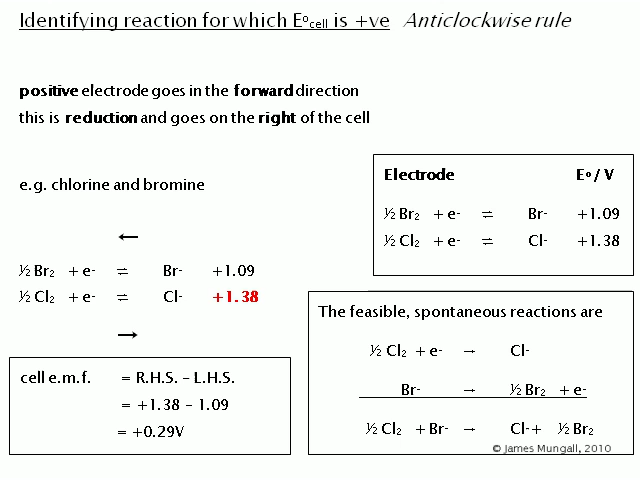 Identifying reaction for which Eºcell is +ve Anticlockwise rule
positive electrode goes in the forward direction
this is reduction and goes on the right of the cell
e.g. chlorine and bromine
←
½ Br₂ + e- ⇌ Br- +1.09
½ Cl₂ + e- ⇌ Cl- +1.38
→
cell e.m.f. = R.H.S. – L.H.S.
= +1.38 – 1.09
= +0.29V
Electrode Eº / V
½ Br₂ + e- ⇌ Br- +1.09
½ Cl₂ + e- ⇌ Cl- +1.38
The feasible, spontaneous reactions are
½ Cl₂ + e- → Cl-
Br- → ½ Br₂ + e-
½ Cl₂ + Br- → Cl- + ½ Br₂
© James Mungall, 2010